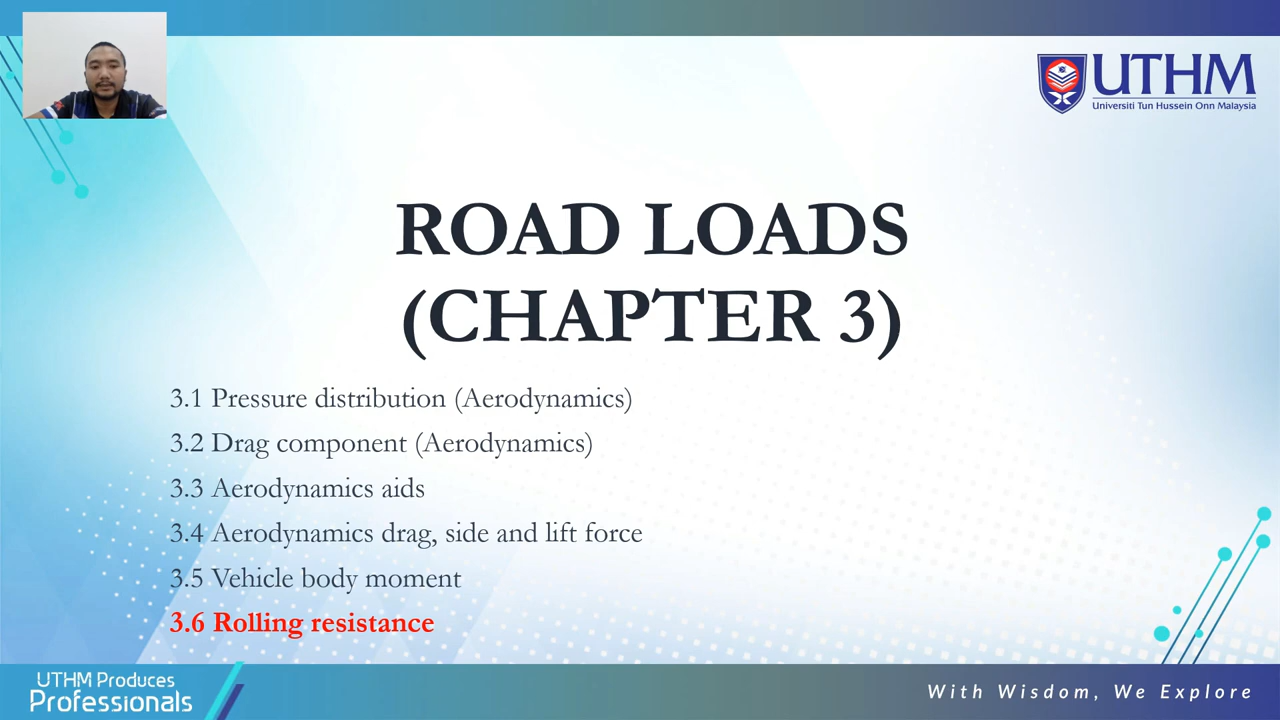 UTHM
Universiti Tun Hussein Onn Malaysia
ROAD LOADS
(CHAPTER 3)
3.1 Pressure distribution (Aerodynamics)
3.2 Drag component (Aerodynamics)
3.3 Aerodynamics aids
3.4 Aerodynamics drag, side and lift force
3.5 Vehicle body moment
3.6 Rolling resistance
UTHM Produces
Professionals
With Wisdom, We Explore